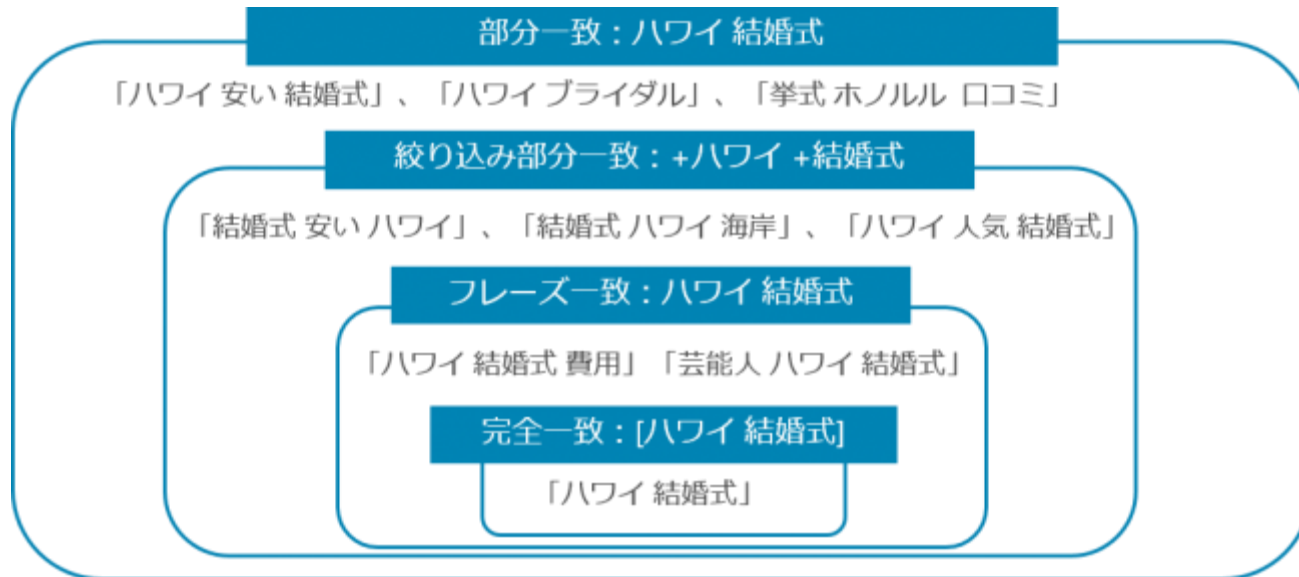 部分一致：ハワイ 結婚式
「ハワイ 安い 結婚式」、「ハワイ ブライダル」、「挙式 ホノルル 口コミ」
絞り込み部分一致：+ハワイ +結婚式
「結婚式 安い ハワイ」、「結婚式 ハワイ 海岸」、「ハワイ 人気 結婚式」
フレーズ一致：ハワイ 結婚式
「ハワイ 結婚式 費用」「芸能人 ハワイ 結婚式」
完全一致：[ハワイ 結婚式]
「ハワイ 結婚式」